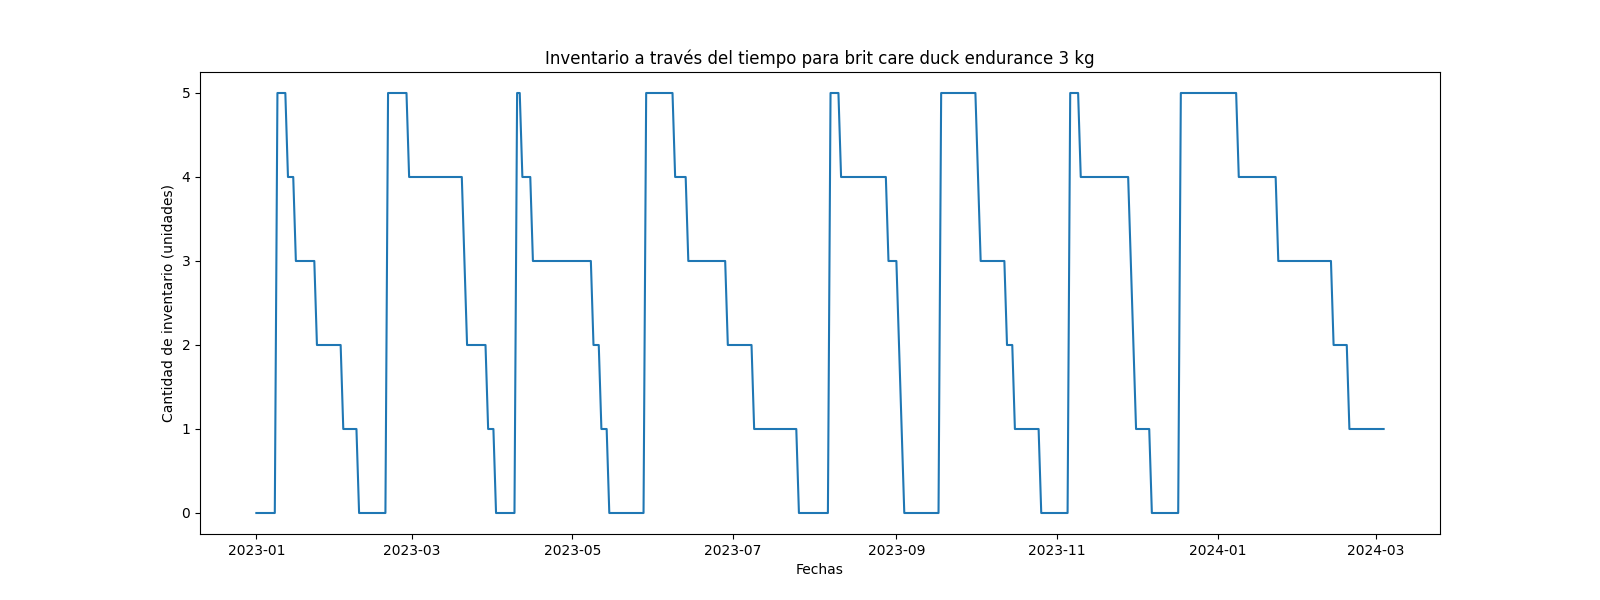 Inventario a través del tiempo para brit care duck endurance 3 kg
Cantidad de inventario (unidades)
5
4
3
2
1
0
2023-01 2023-03 2023-05 2023-07 2023-09 2023-11 2024-01 2024-03
Fechas